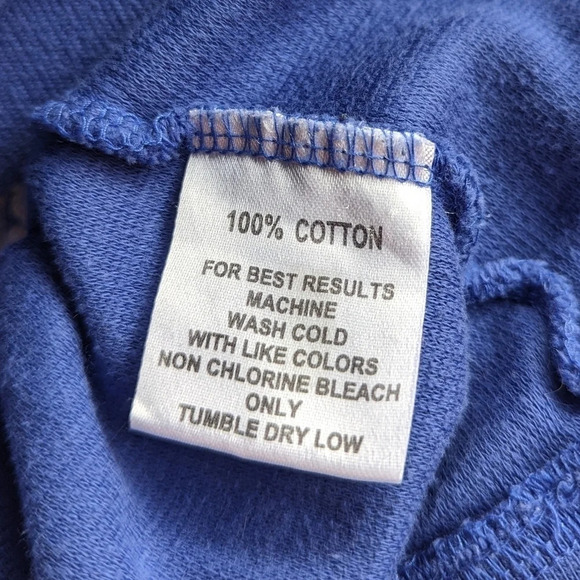 100% COTTON
FOR BEST RESULTS
MACHINE
WASH COLD
WITH LIKE COLORS
NON CHLORINE BLEACH
ONLY
TUMBLE DRY LOW